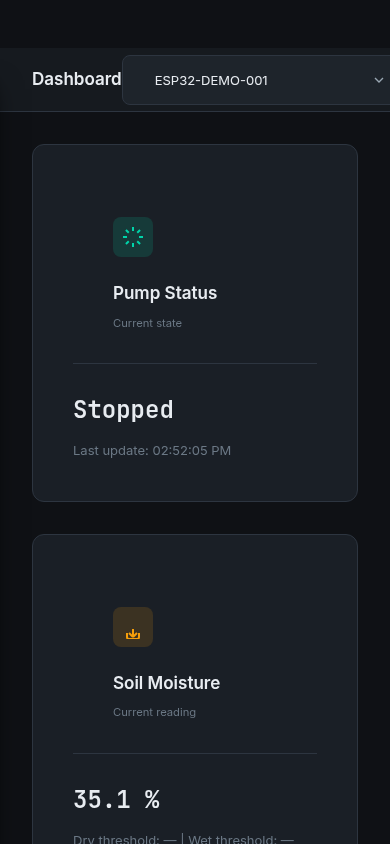 Dashboard
ESP32-DEMO-001
Pump Status
Current state
Stopped
Last update: 02:52:05 PM
Soil Moisture
Current reading
35.1 %
Dry threshold: — | Wet threshold: —